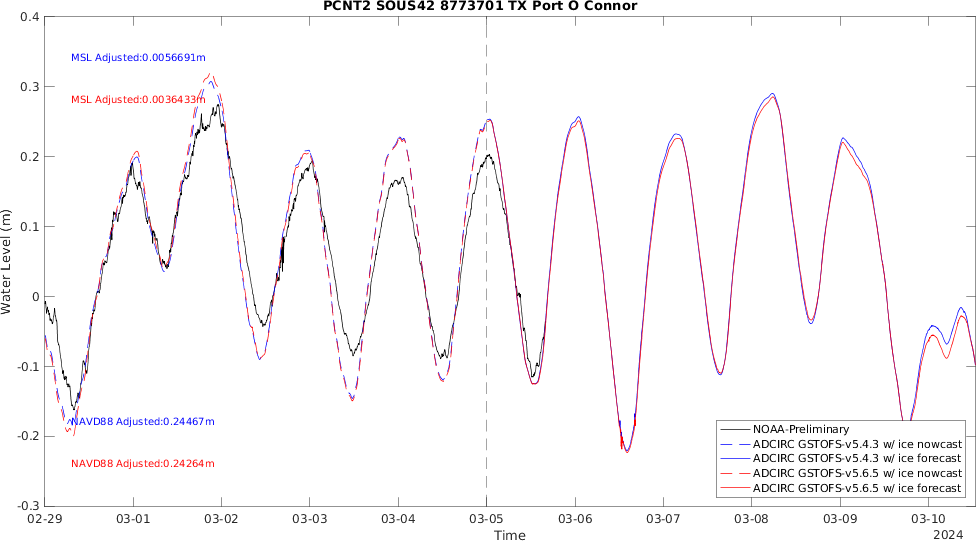 PCNT2 SOUS42 8773701 TX Port O Connor
0.4
0.3
0.2
0.1
0
-0.1
-0.2
-0.3
Water Level (m)
MSL Adjusted:0.0056691m
MSL Adjusted:0.0036433m
NAVD88 Adjusted:0.24467m
NAVD88 Adjusted:0.24264m
NOAA-Preliminary
ADCIRC GSTOFS-v5.4.3 w/ ice nowcast
ADCIRC GSTOFS-v5.4.3 w/ ice forecast
ADCIRC GSTOFS-v5.6.5 w/ ice nowcast
ADCIRC GSTOFS-v5.6.5 w/ ice forecast
02-29 03-01 03-02 03-03 03-04 03-05 03-06 03-07 03-08 03-09 03-10
Time
2024